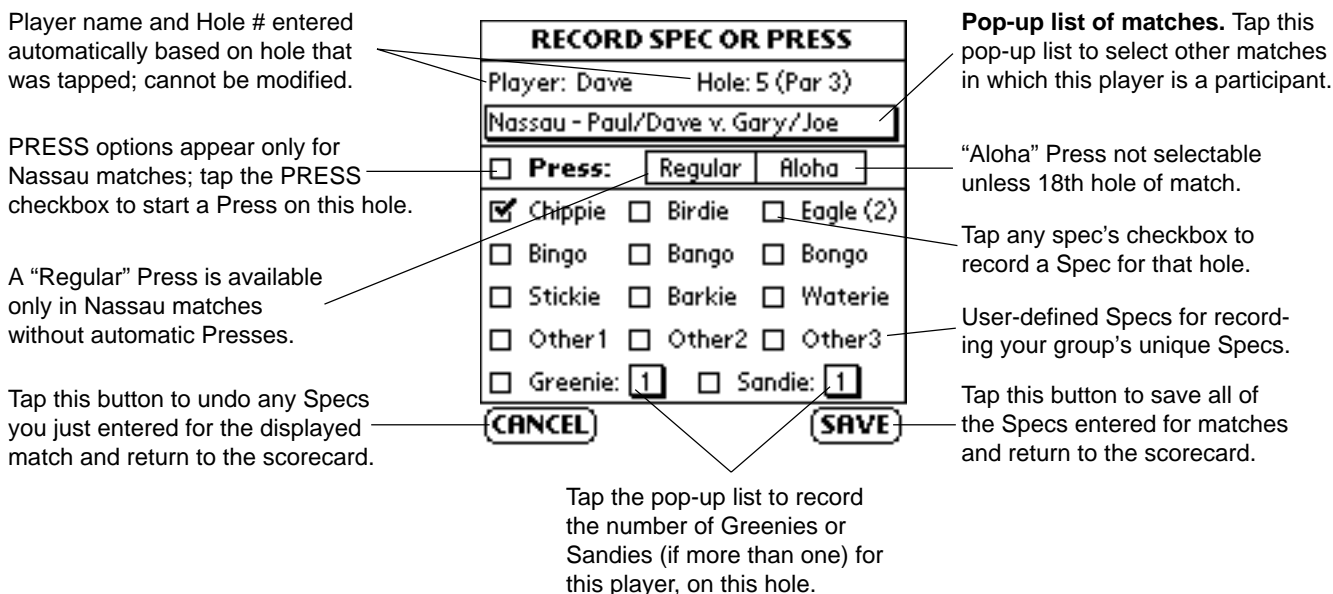 Player name and Hole # entered
automatically based on hole that
was tapped; cannot be modified.
PRESS options appear only for
Nassau matches; tap the PRESS
checkbox to start a Press on this hole.
A “Regular” Press is available
only in Nassau matches
without automatic Presses.
Tap this button to undo any Specs
you just entered for the displayed
match and return to the scorecard.
RECORD SPEC OR PRESS
Player: Dave Hole: 5 (Par 3)
Nassau - Paul/Dave v. Gary/Joe
Press: Regular Aloha
Chippie Birdie Eagle (2)
Bingo Bango Bongo
Stickie Barkie Waterie
Other1 Other2 Other3
Greenie: 1 Sandie: 1
CANCEL SAVE
Tap the pop-up list to record
the number of Greenies or
Sandies (if more than one) for
this player, on this hole.
Pop-up list of matches. Tap this
pop-up list to select other matches
in which this player is a participant.
“Aloha” Press not selectable
unless 18th hole of match.
Tap any spec’s checkbox to
record a Spec for that hole.
User-defined Specs for record-
ing your group’s unique Specs.
Tap this button to save all of
the Specs entered for matches
and return to the scorecard.